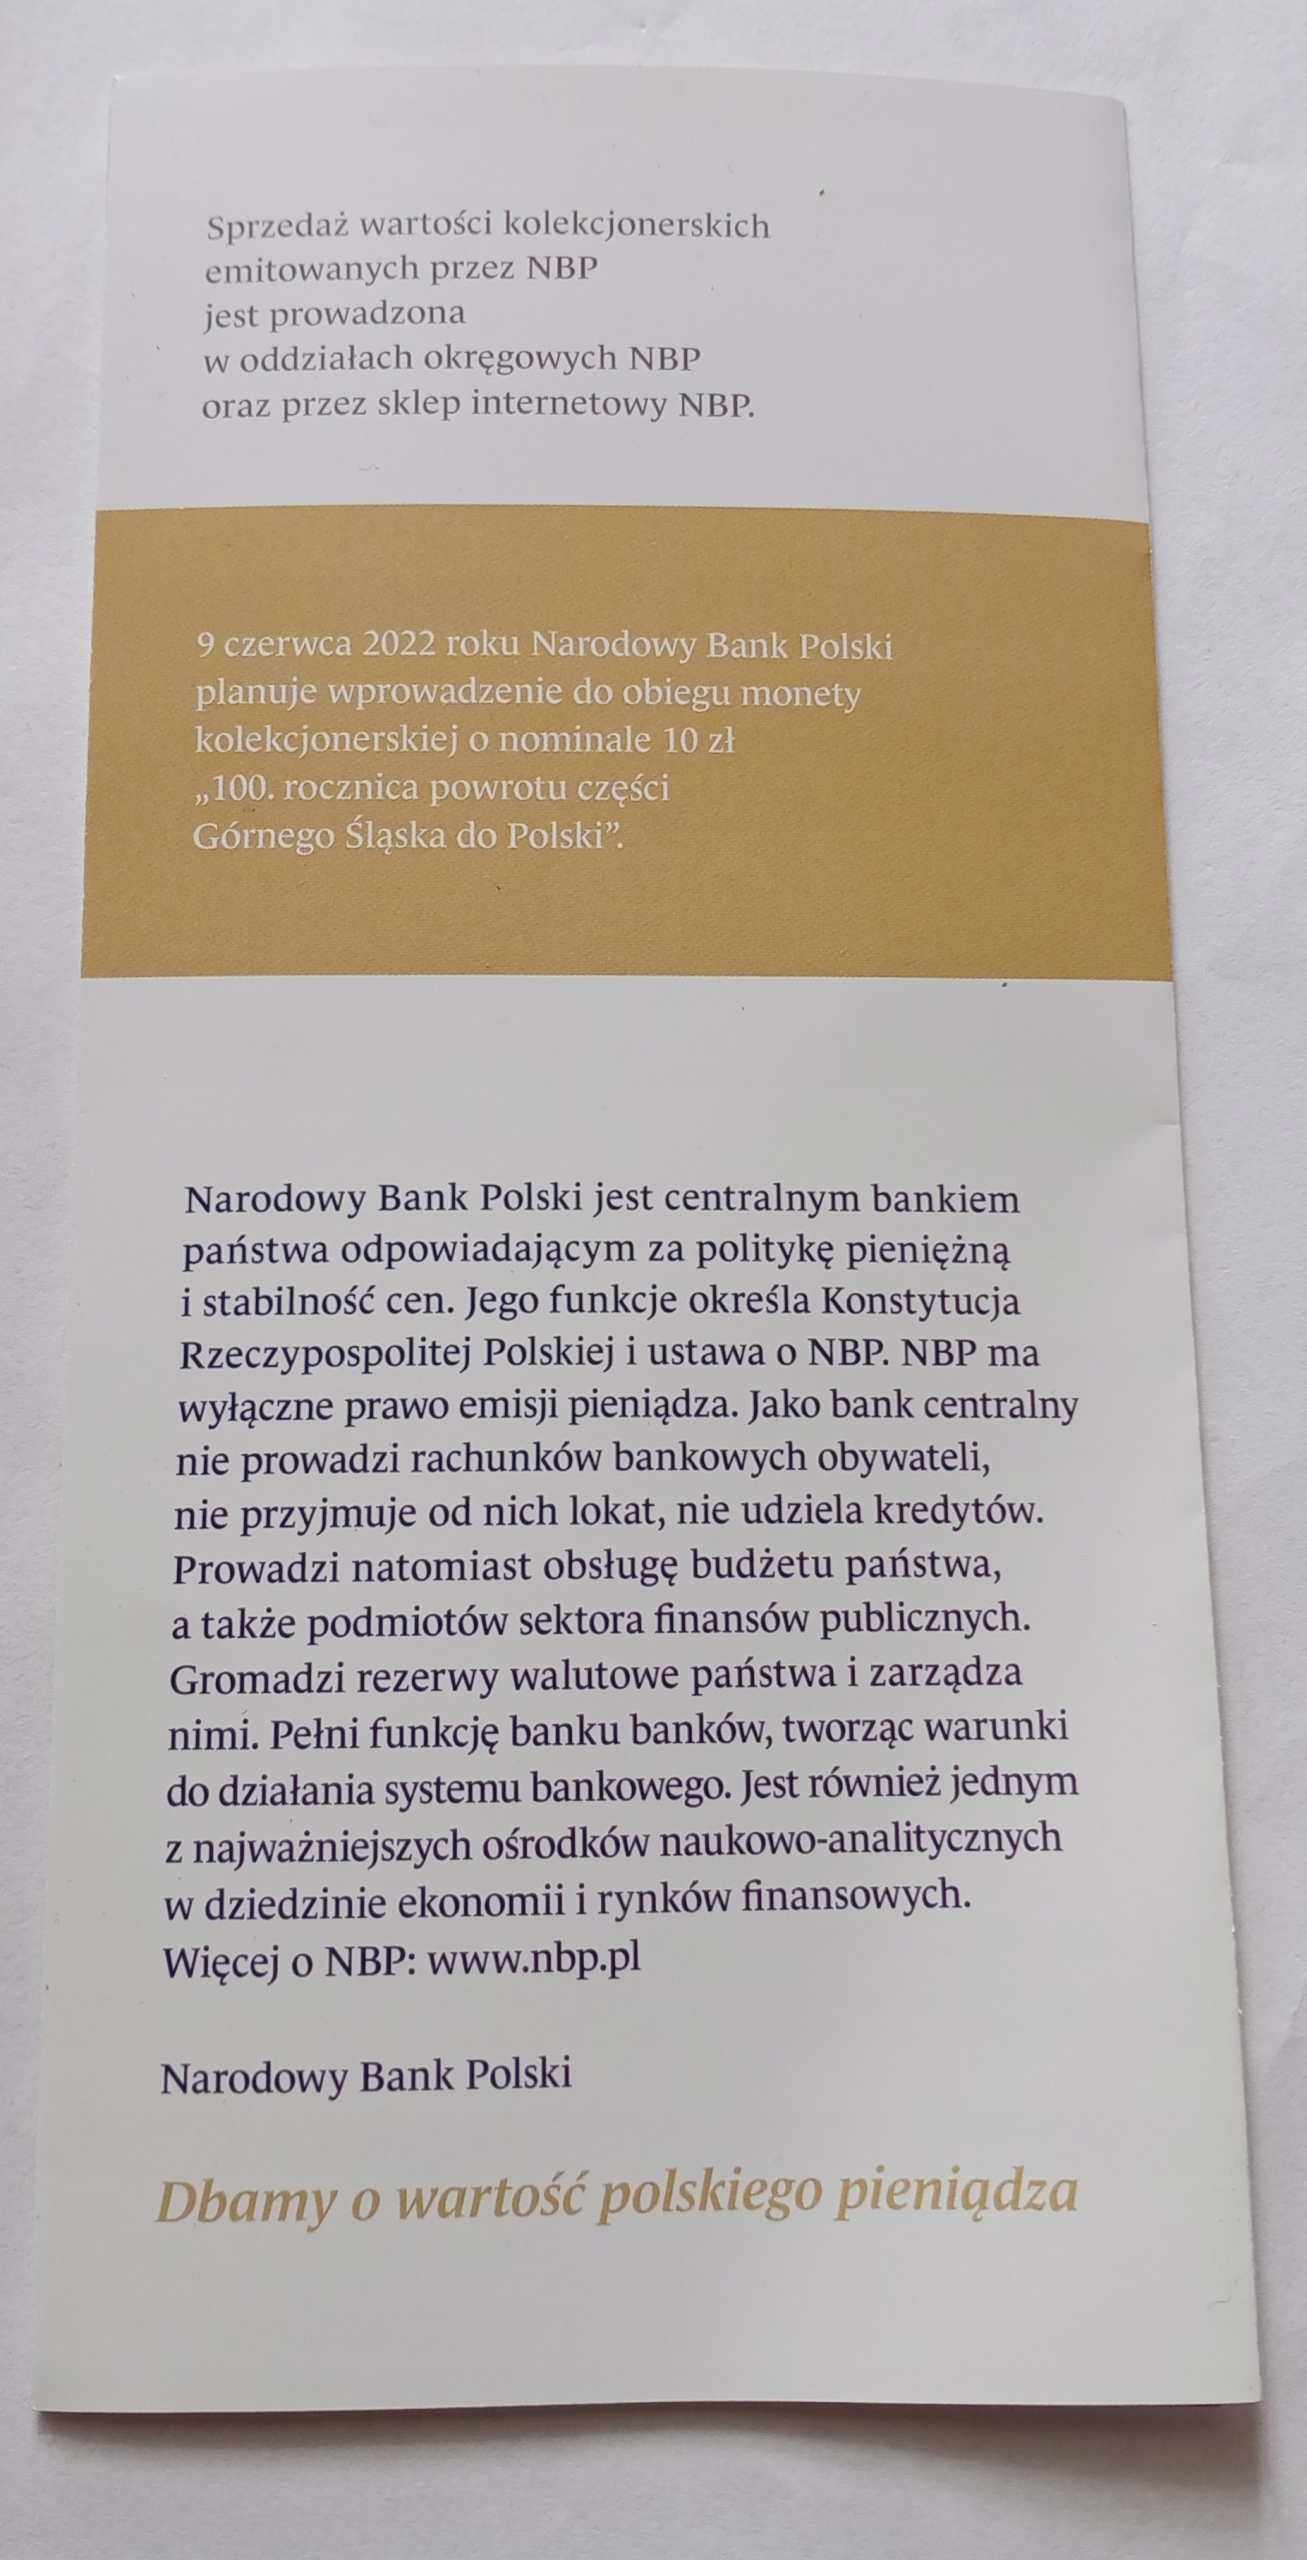 Sprzedaż wartości kolekcjonerskich
emitowanych przez NBP
jest prowadzona
w oddziałach okręgowych NBP
oraz przez sklep internetowy NBP.
9 czerwca 2022 roku Narodowy Bank Polski
planuje wprowadzenie do obiegu monety
kolekcjonerskiej o nominale 10 zł
„100. rocznica powrotu części
Górnego Śląska do Polski”.
Narodowy Bank Polski jest centralnym bankiem
państwa odpowiadającym za politykę pieniężną
i stabilność cen. Jego funkcje określa Konstytucja
Rzeczypospolitej Polskiej i ustawa o NBP. NBP ma
wyłączne prawo emisji pieniądza. Jako bank centralny
nie prowadzi rachunków bankowych obywateli,
nie przyjmuje od nich lokat, nie udziela kredytów.
Prowadzi natomiast obsługę budżetu państwa,
a także podmiotów sektora finansów publicznych.
Gromadzi rezerwy walutowe państwa i zarządza
nimi. Pełni funkcję banku banków, tworząc warunki
do działania systemu bankowego. Jest również jednym
z najważniejszych ośrodków naukowo-analitycznych
w dziedzinie ekonomii i rynków finansowych.
Więcej o NBP: www.nbp.pl
Narodowy Bank Polski
Dbamy o wartość polskiego pieniądza